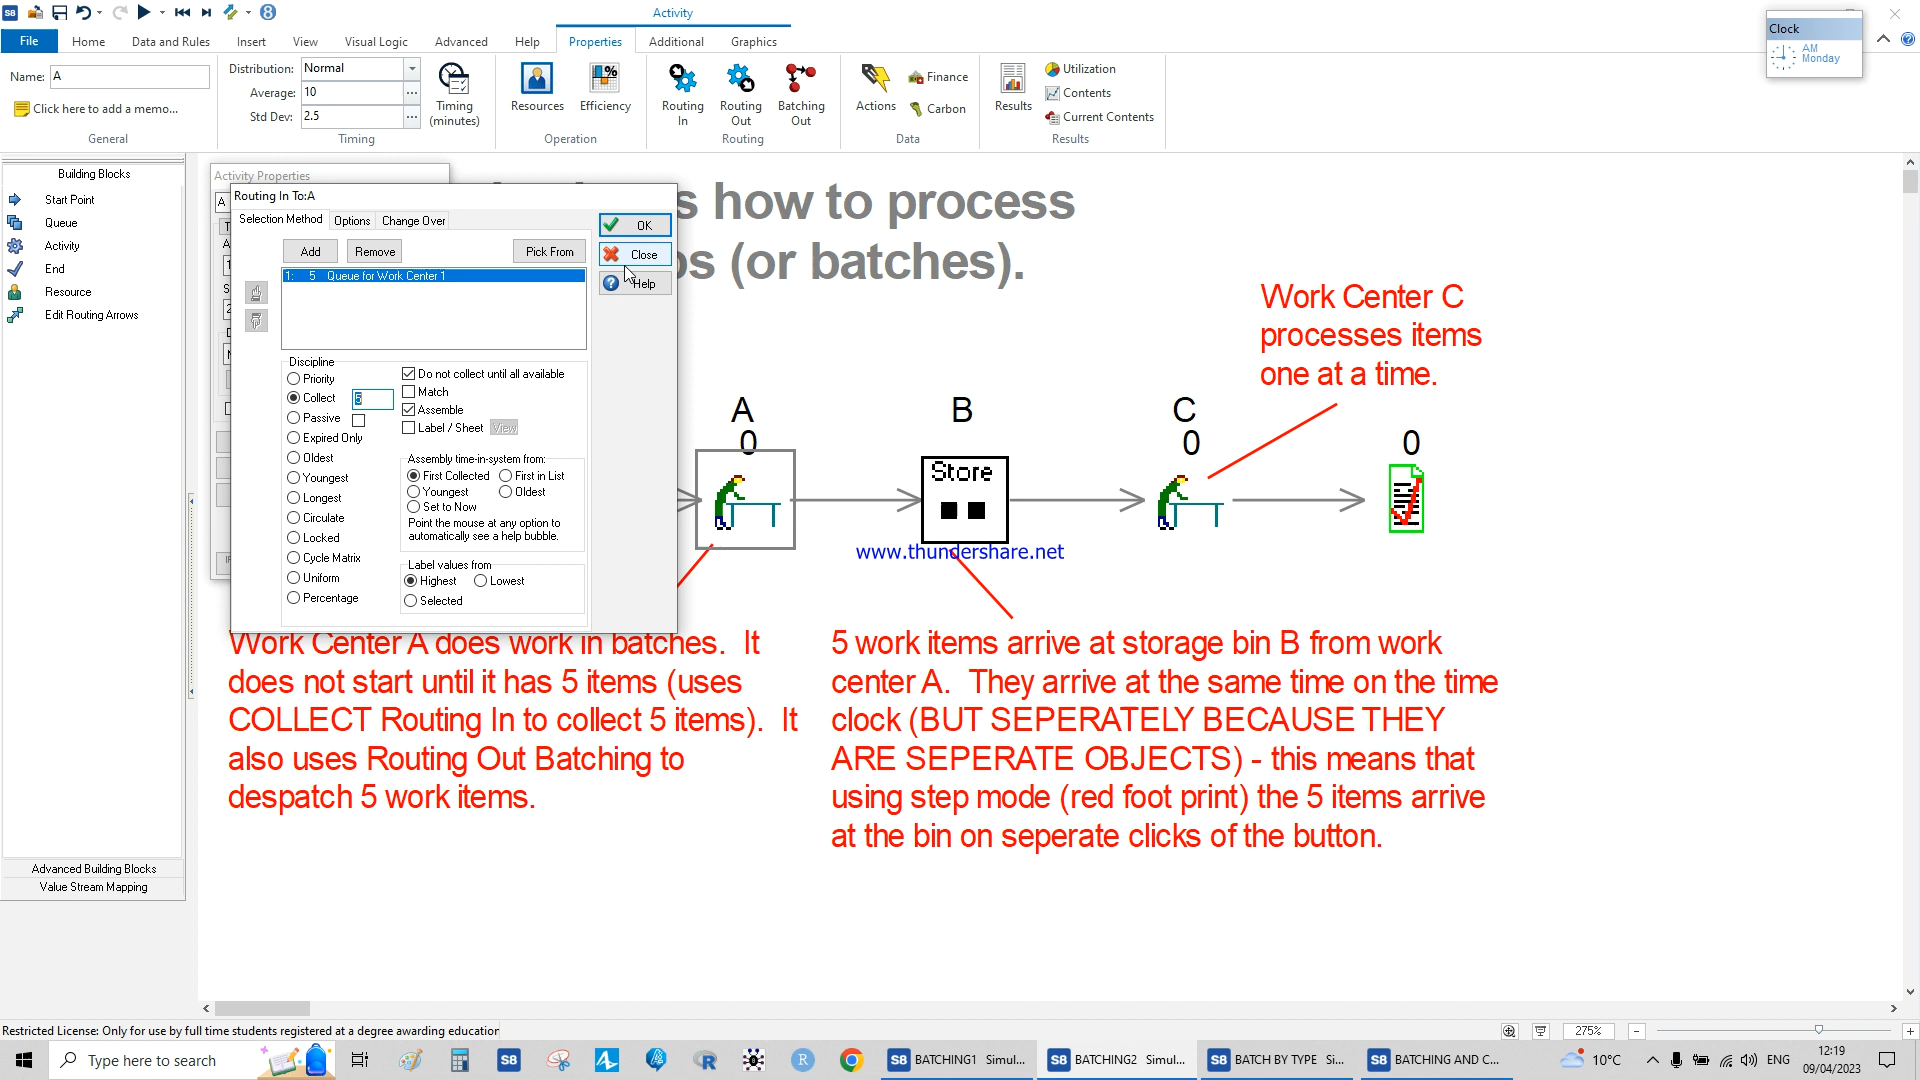 Activity
File
Home
Data and Rules
Insert
View
Visual Logic
Advanced
Help
Properties
Additional
Graphics
Clock
AM
Monday
Name: A
Click here to add a memo...
General
Distribution: Normal
Average: 10
Std Dev: 2.5
Timing
(minutes)
Timing
Resources
Efficiency
Operation
Routing
In
Routing
Out
Batching
Out
Routing
Actions
Finance
Carbon
Data
Results
Utilization
Contents
Current Contents
Results
Building Blocks
Start Point
Queue
Activity
End
Resource
Edit Routing Arrows
Advanced Building Blocks
Value Stream Mapping
Activity Properties
A
Routing In To:A
Selection Method
Options
Change Over
OK
Close
Help
Add
Remove
Pick From
1: 5 Queue for Work Center 1
Discipline
Priority
Collect 5
Passive
Expired Only
Oldest
Youngest
Longest
Circulate
Locked
Cycle Matrix
Uniform
Percentage
Do not collect until all available
Match
Assemble
Label / Sheet View
Assembly time-in-system from:
First Collected
First in List
Youngest
Oldest
Set to Now
Point the mouse at any option to
automatically see a help bubble.
Label values from
Highest
Lowest
Selected
s how to process
s (or batches).
Work Center C
processes items
one at a time.
A
0
B
Store
C
0
0
www.thundershare.net
Work Center A does work in batches. It
does not start until it has 5 items (uses
COLLECT Routing In to collect 5 items). It
also uses Routing Out Batching to
despatch 5 work items.
5 work items arrive at storage bin B from work
center A. They arrive at the same time on the time
clock (BUT SEPERATELY BECAUSE THEY
ARE SEPERATE OBJECTS) - this means that
using step mode (red foot print) the 5 items arrive
at the bin on seperate clicks of the button.
Restricted License: Only for use by full time students registered at a degree awarding education
275%
Type here to search
S8 BATCHING1 Simul...
S8 BATCHING2 Simul...
S8 BATCH BY TYPE Si...
S8 BATCHING AND C...
10°C
ENG
12:19
09/04/2023